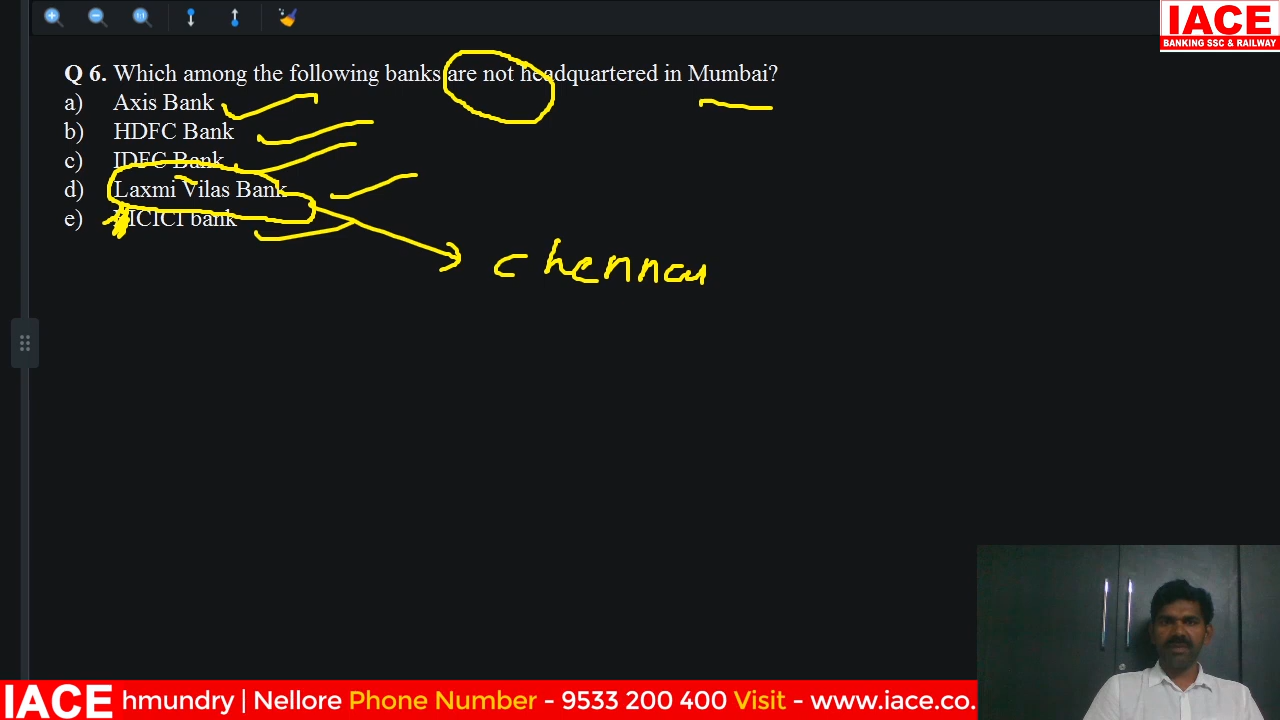 IACE
BANKING SSC & RAILWAY
Q 6. Which among the following banks are not headquartered in Mumbai?
a) Axis Bank
b) HDFC Bank
c) IDFC Bank
d) Laxmi Vilas Bank
e) ICICI bank
chennai
IACE hmundry | Nellore Phone Number - 9533 200 400 Visit - www.iace.co.